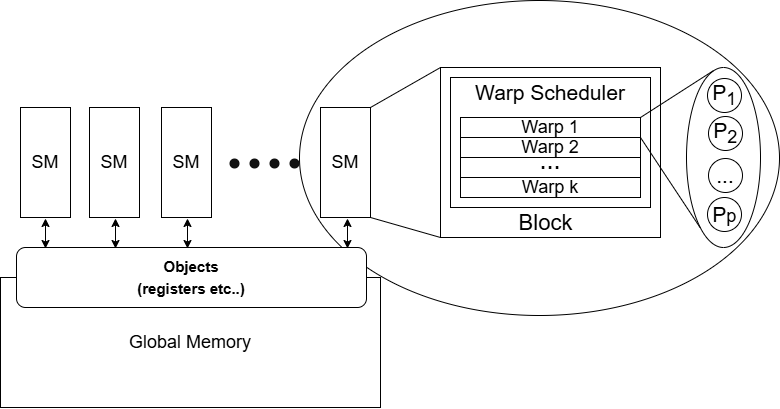 SM
SM
SM
SM
Warp Scheduler
Warp 1
Warp 2
...
Warp k
Block
P1
P2
...
Pp
Objects
(registers etc..)
Global Memory